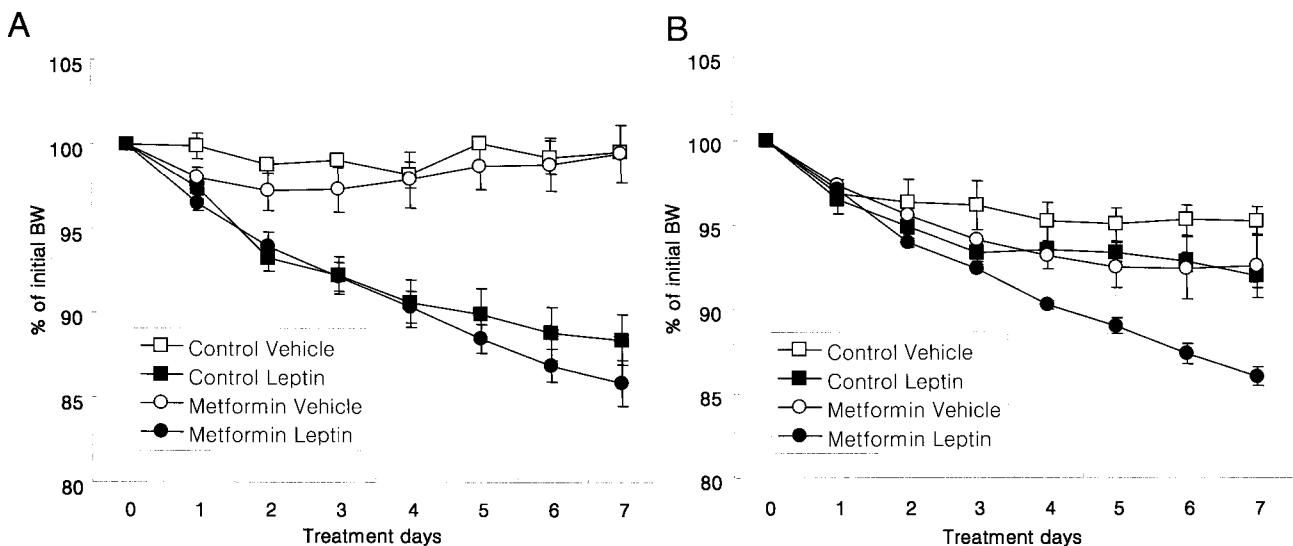 A
% of initial BW
105
100
95
90
85
80
Control Vehicle
Control Leptin
Metformin Vehicle
Metformin Leptin
0 1 2 3 4 5 6 7
Treatment days
B
% of initial BW
105
100
95
90
85
80
Control Vehicle
Control Leptin
Metformin Vehicle
Metformin Leptin
0 1 2 3 4 5 6 7
Treatment days